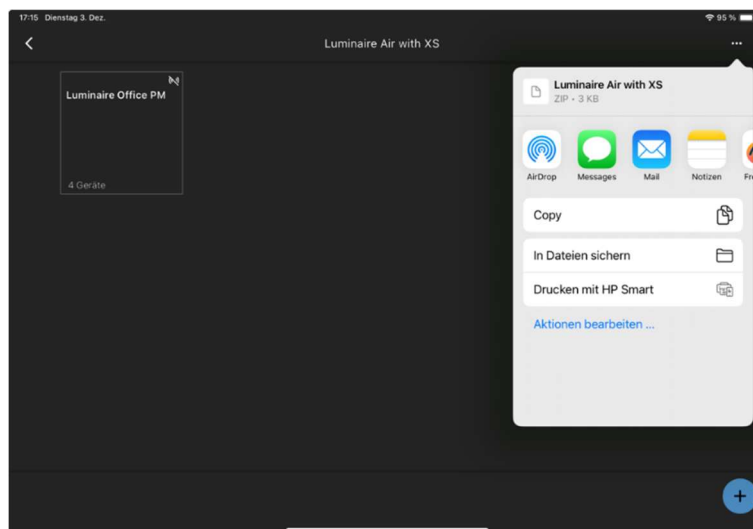 17:15 Dienstag 3. Dez.
95 %
Luminaire Air with XS
Luminaire Office PM
4 Geräte
Luminaire Air with XS
ZIP • 3 KB
AirDrop
Messages
Mail
Notizen
Copy
In Dateien sichern
Drucken mit HP Smart
Aktionen bearbeiten ...